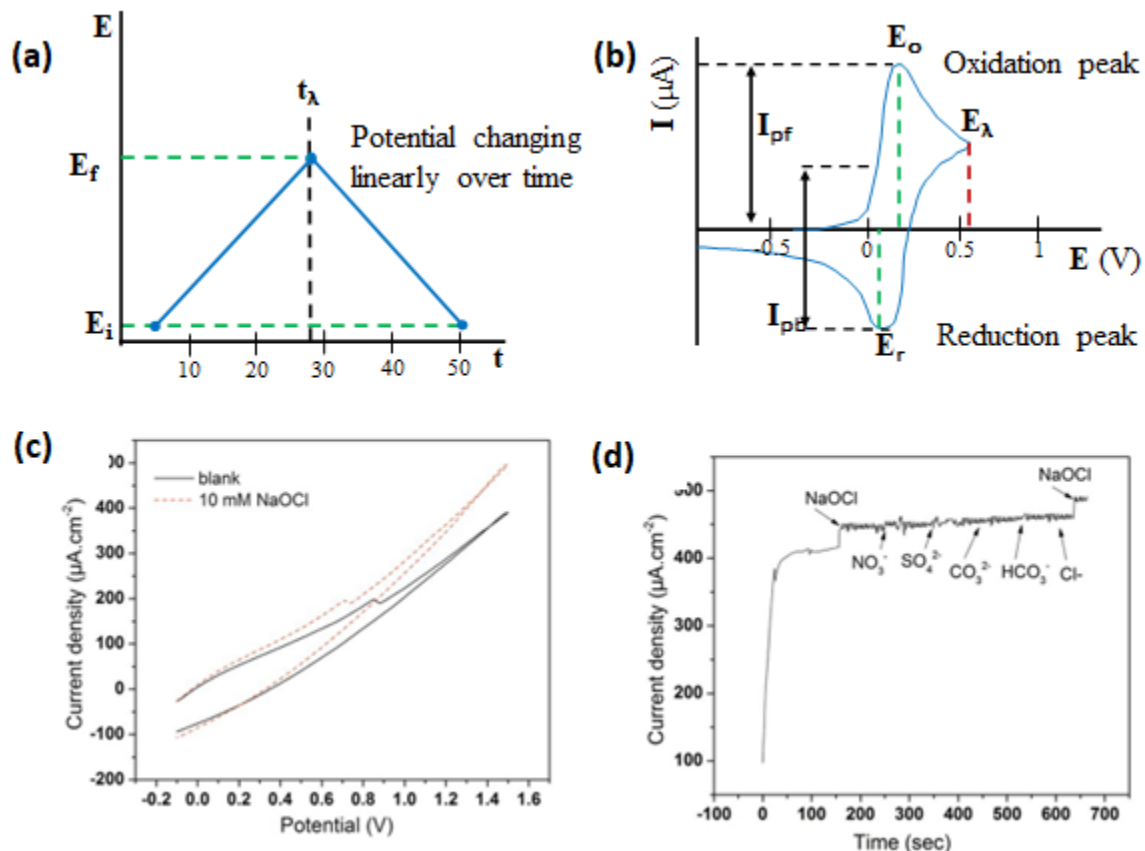 (a)
E
tλ
Potential changing
linearly over time
Ef
Ei
10 20 30 40 50
t
(b)
I (μA)
Eo
Oxidation peak
Ipf
Eλ
-0.5 0 0.5 1
E (V)
Ipb
Er
Reduction peak
(c)
00
400
300
200
100
0
-100
-200
Current density (μA.cm⁻²)
blank
10 mM NaOCl
-0.2 0.0 0.2 0.4 0.6 0.8 1.0 1.2 1.4 1.6
Potential (V)
(d)
00
400
300
200
100
Current density (μA.cm⁻²)
NaOCl
NaOCl
NO₃⁻
SO₄²⁻
CO₃²⁻
HCO₃⁻
Cl-
-100 0 100 200 300 400 500 600 700
Time (sec)